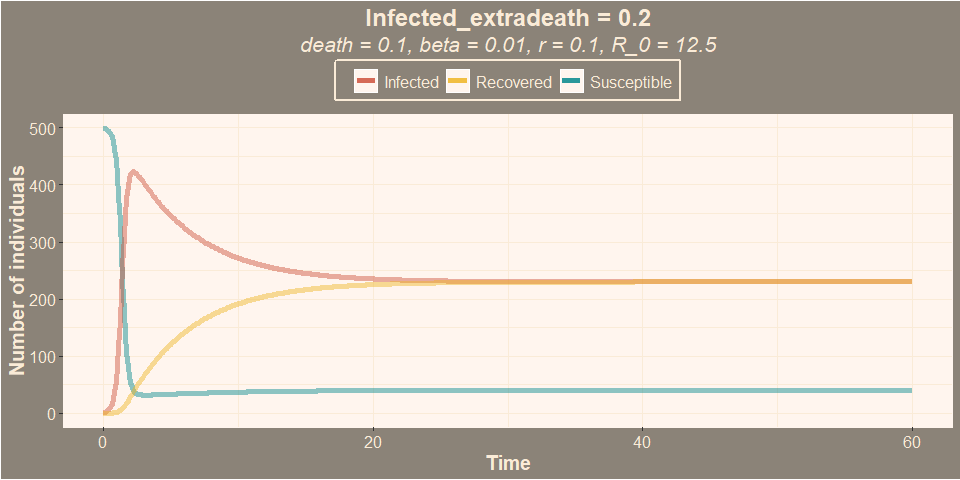 Infected_extradeath = 0.2
death = 0.1, beta = 0.01, r = 0.1, R_0 = 12.5
Infected Recovered Susceptible
500
400
300
200
100
0
Number of individuals
0 20 40 60
Time